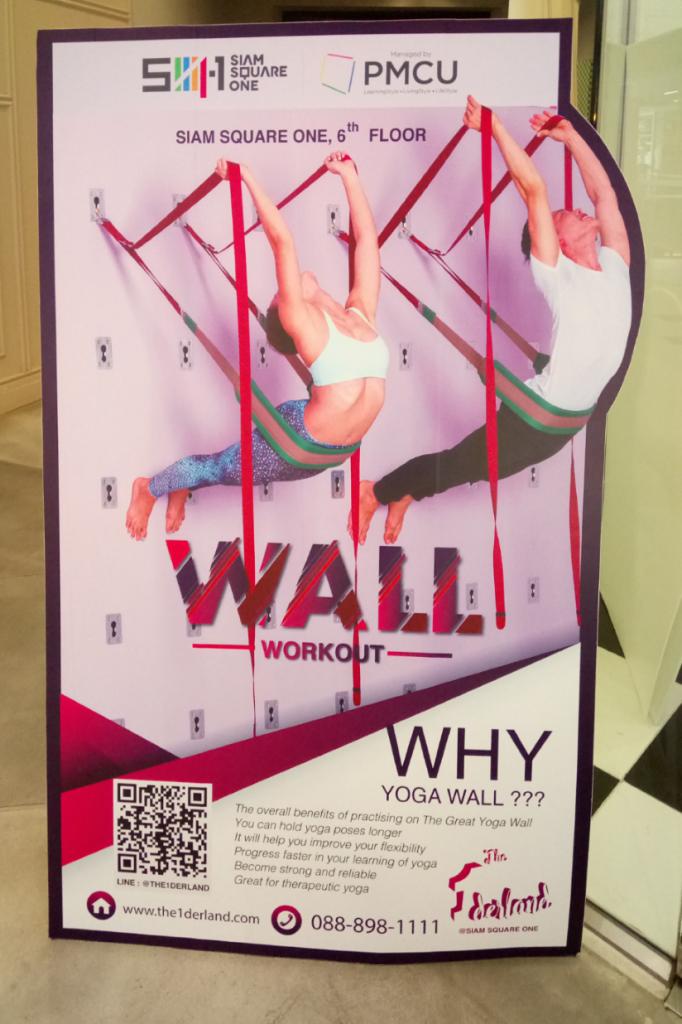 SIAM
SQUARE
ONE
Managed by
PMCU
SIAM SQUARE ONE, 6th FLOOR
WALL
WORKOUT
WHY
YOGA WALL ???
The overall benefits of practising on The Great Yoga Wall
You can hold yoga poses longer
It will help you improve your flexibility
Progress faster in your learning of yoga
Become strong and reliable
Great for therapeutic yoga
LINE : @THE1DERLAND
The
1derland
@SIAM SQUARE ONE
www.the1derland.com
088-898-1111